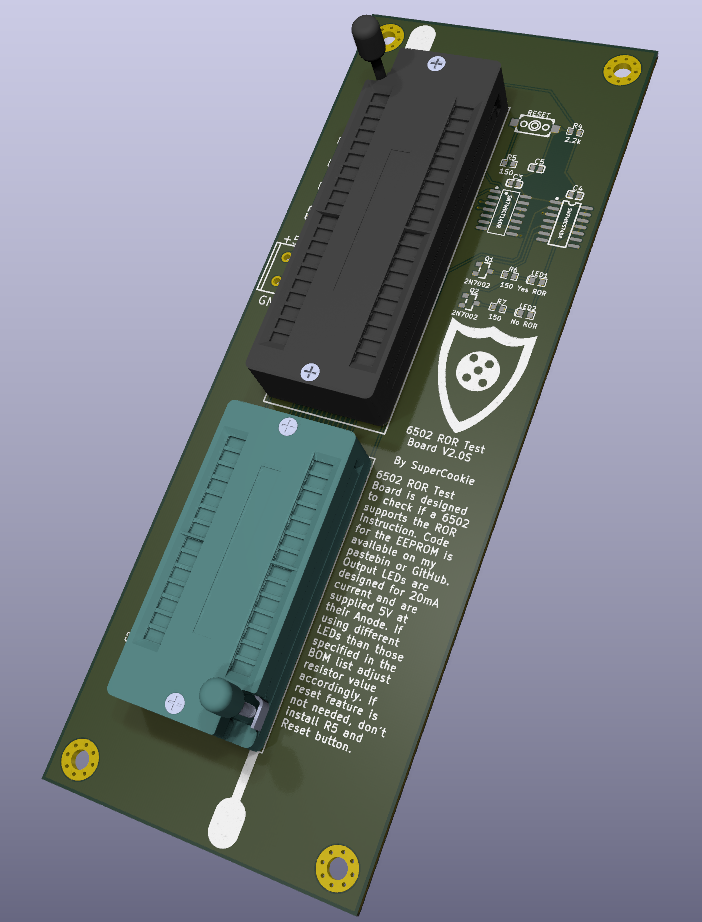 RESET
R4
2.2k
R5
150
C5
C4
Q1
2N7002
R6
150
LED1
Yes ROR
Q2
2N7002
R7
150
LED2
No ROR
6502 ROR Test
Board V2.0S
By SuperCookie
6502 ROR Test
Board is designed
to check if a 6502
supports the ROR
instruction. Code
for the EEPROM is
available on my
pastebin or GitHub.
Output LEDs are
designed for 20mA
current and are
supplied 5V at
their Anode. If
using different
LEDs than those
specified in the
BOM list adjust
resistor value
accordingly. If
reset feature is
not needed, don't
install R5 and
Reset button.